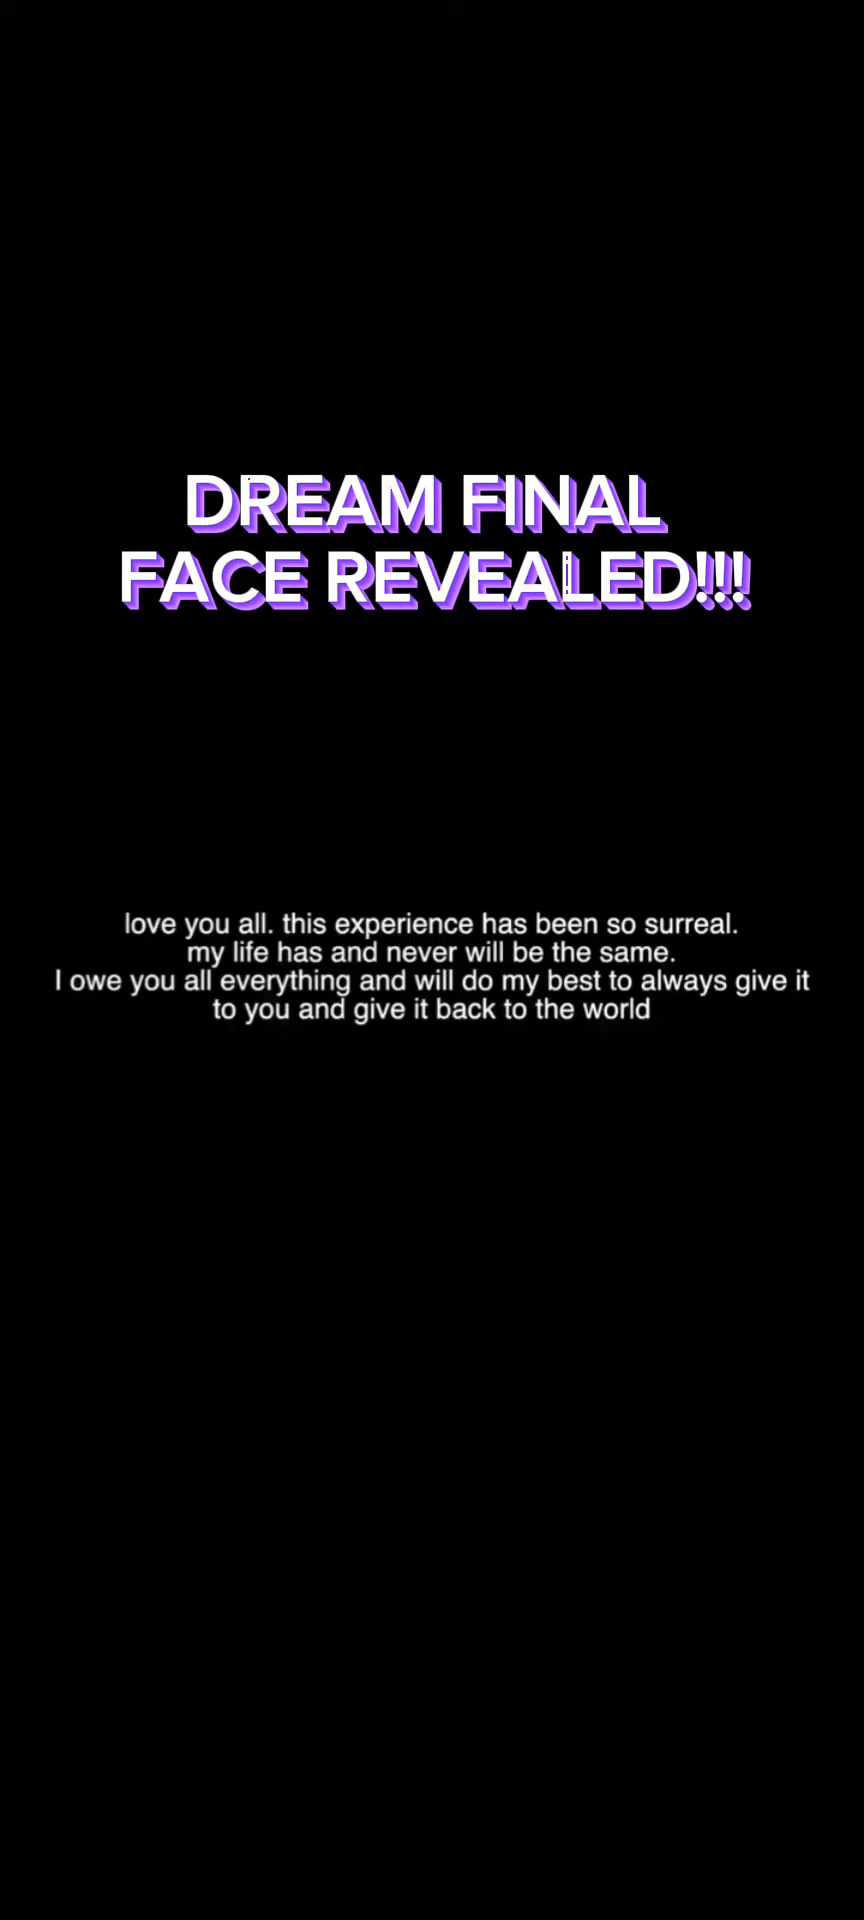 DREAM FINAL
FACE REVEALED!!!
love you all. this experience has been so surreal.
my life has and never will be the same.
I owe you all everything and will do my best to always give it
to you and give it back to the world